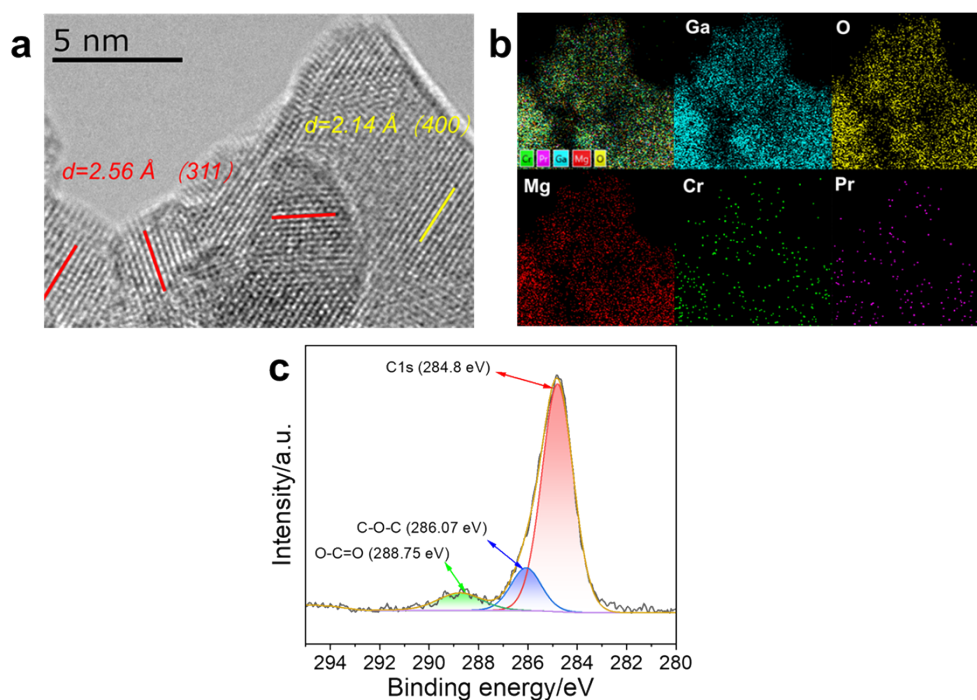 a
5 nm
d=2.14 Å (400)
d=2.56 Å （311）
b
Ga
O
Cr Pr Ga Mg O
Mg
Cr
Pr
c
C1s (284.8 eV)
C-O-C (286.07 eV)
O-C=O (288.75 eV)
Intensity/a.u.
294 292 290 288 286 284 282 280
Binding energy/eV